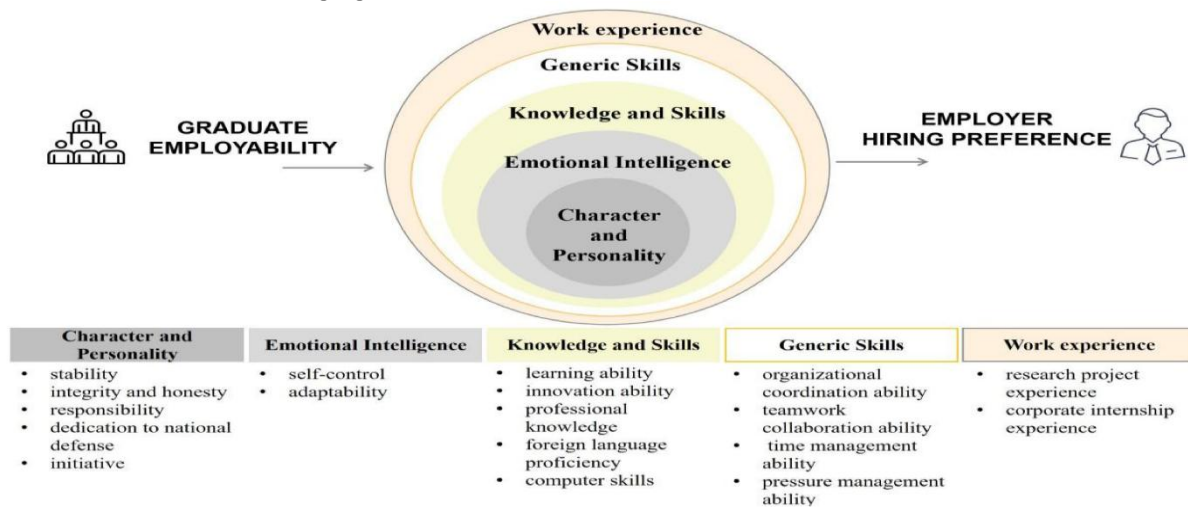 Work experience
Generic Skills
Knowledge and Skills
Emotional Intelligence
Character
and
Personality
GRADUATE
EMPLOYABILITY
EMPLOYER
HIRING PREFERENCE
Character and
Personality
• stability
• integrity and honesty
• responsibility
• dedication to national
defense
• initiative
Emotional Intelligence
• self-control
• adaptability
Knowledge and Skills
• learning ability
• innovation ability
• professional
knowledge
• foreign language
proficiency
• computer skills
Generic Skills
• organizational
coordination ability
• teamwork
collaboration ability
• time management
ability
• pressure management
ability
Work experience
• research project
experience
• corporate internship
experience